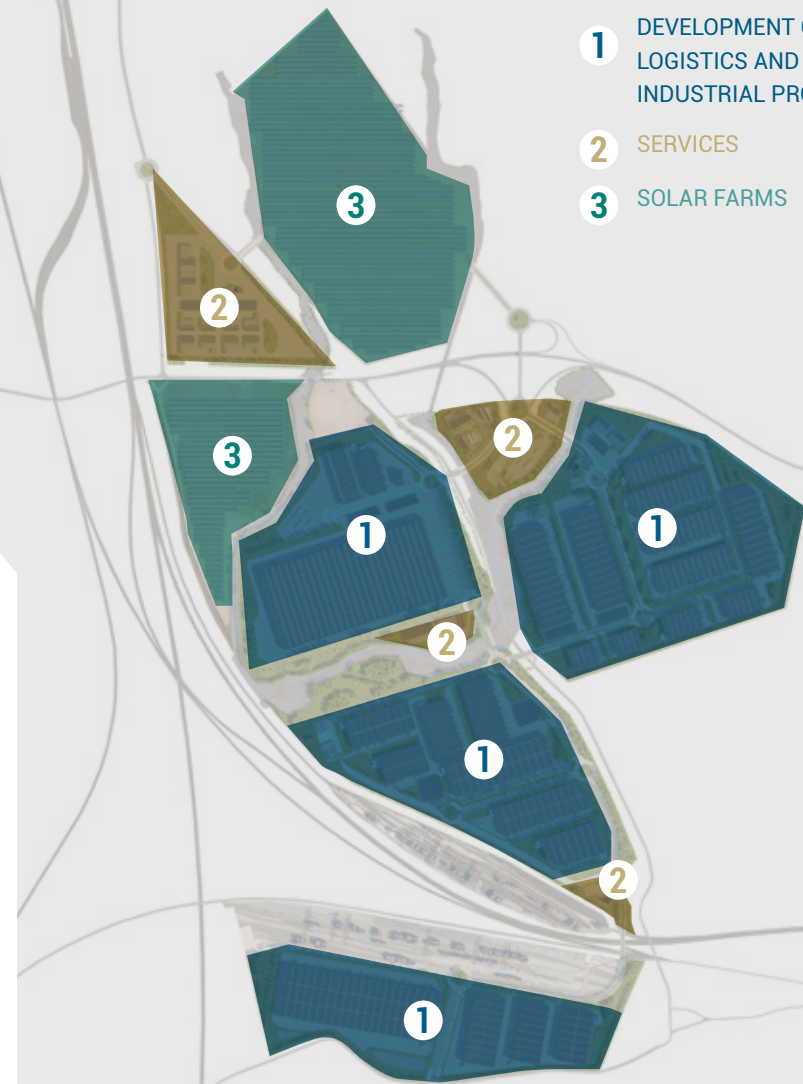 1
DEVELOPMENT
LOGISTICS AND
INDUSTRIAL
2 SERVICES
3 SOLAR FARMS
3
2
2
3
1
1
2
1
2
1